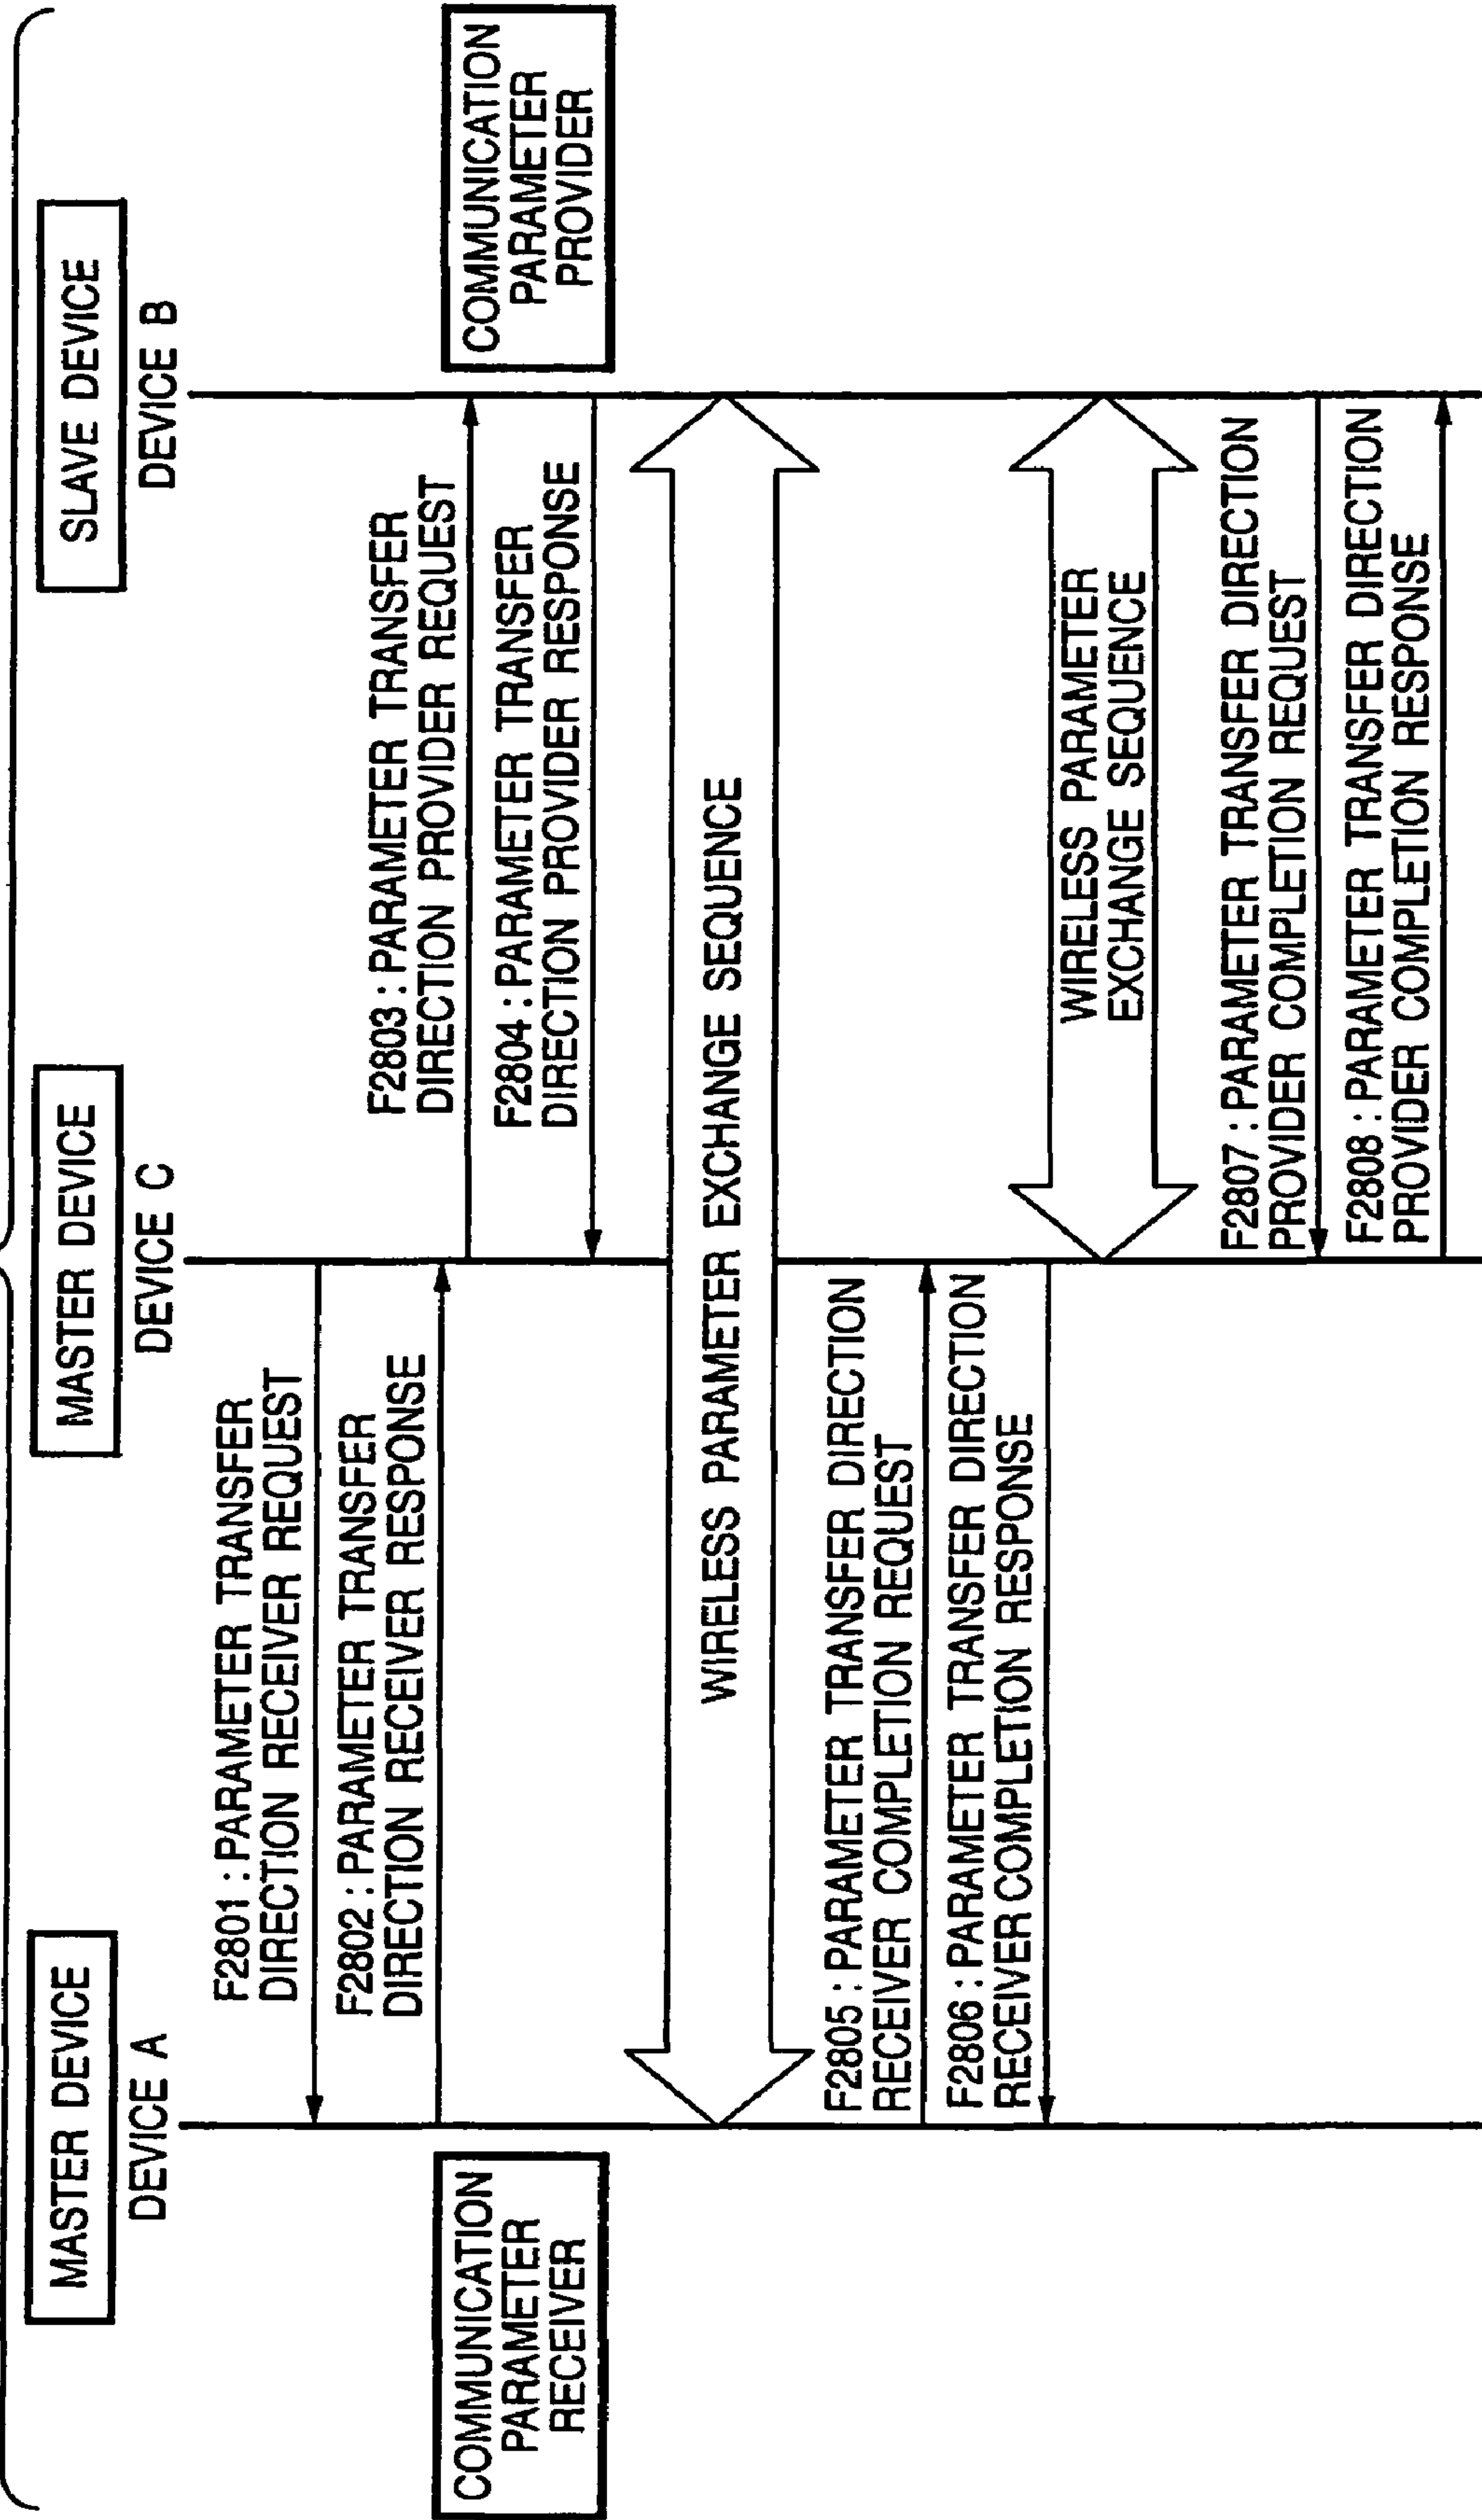 MASTER DEVICE
DEVICE A
MASTER DEVICE
DEVICE C
SLAVE DEVICE
DEVICE B
F2801 : PARAMETER TRANSFER
DIRECTION RECEIVER REQUEST
F2802 : PARAMETER TRANSFER
DIRECTION RECEIVER RESPONSE
COMMUNICATION
PARAMETER
RECEIVER
F2803 : PARAMETER TRANSFER
DIRECTION PROVIDER REQUEST
COMMUNICATION
PARAMETER
PROVIDER
F2804 : PARAMETER TRANSFER
DIRECTION PROVIDER RESPONSE
WIRELESS PARAMETER EXCHANGE SEQUENCE
F2805 : PARAMETER TRANSFER DIRECTION
RECEIVER COMPLETION REQUEST
F2806 : PARAMETER TRANSFER DIRECTION
RECEIVER COMPLETION RESPONSE
WIRELESS PARAMETER
EXCHANGE SEQUENCE
F2807 : PARAMETER TRANSFER DIRECTION
PROVIDER COMPLETION REQUEST
F2808 : PARAMETER TRANSFER DIRECTION
PROVIDER COMPLETION RESPONSE